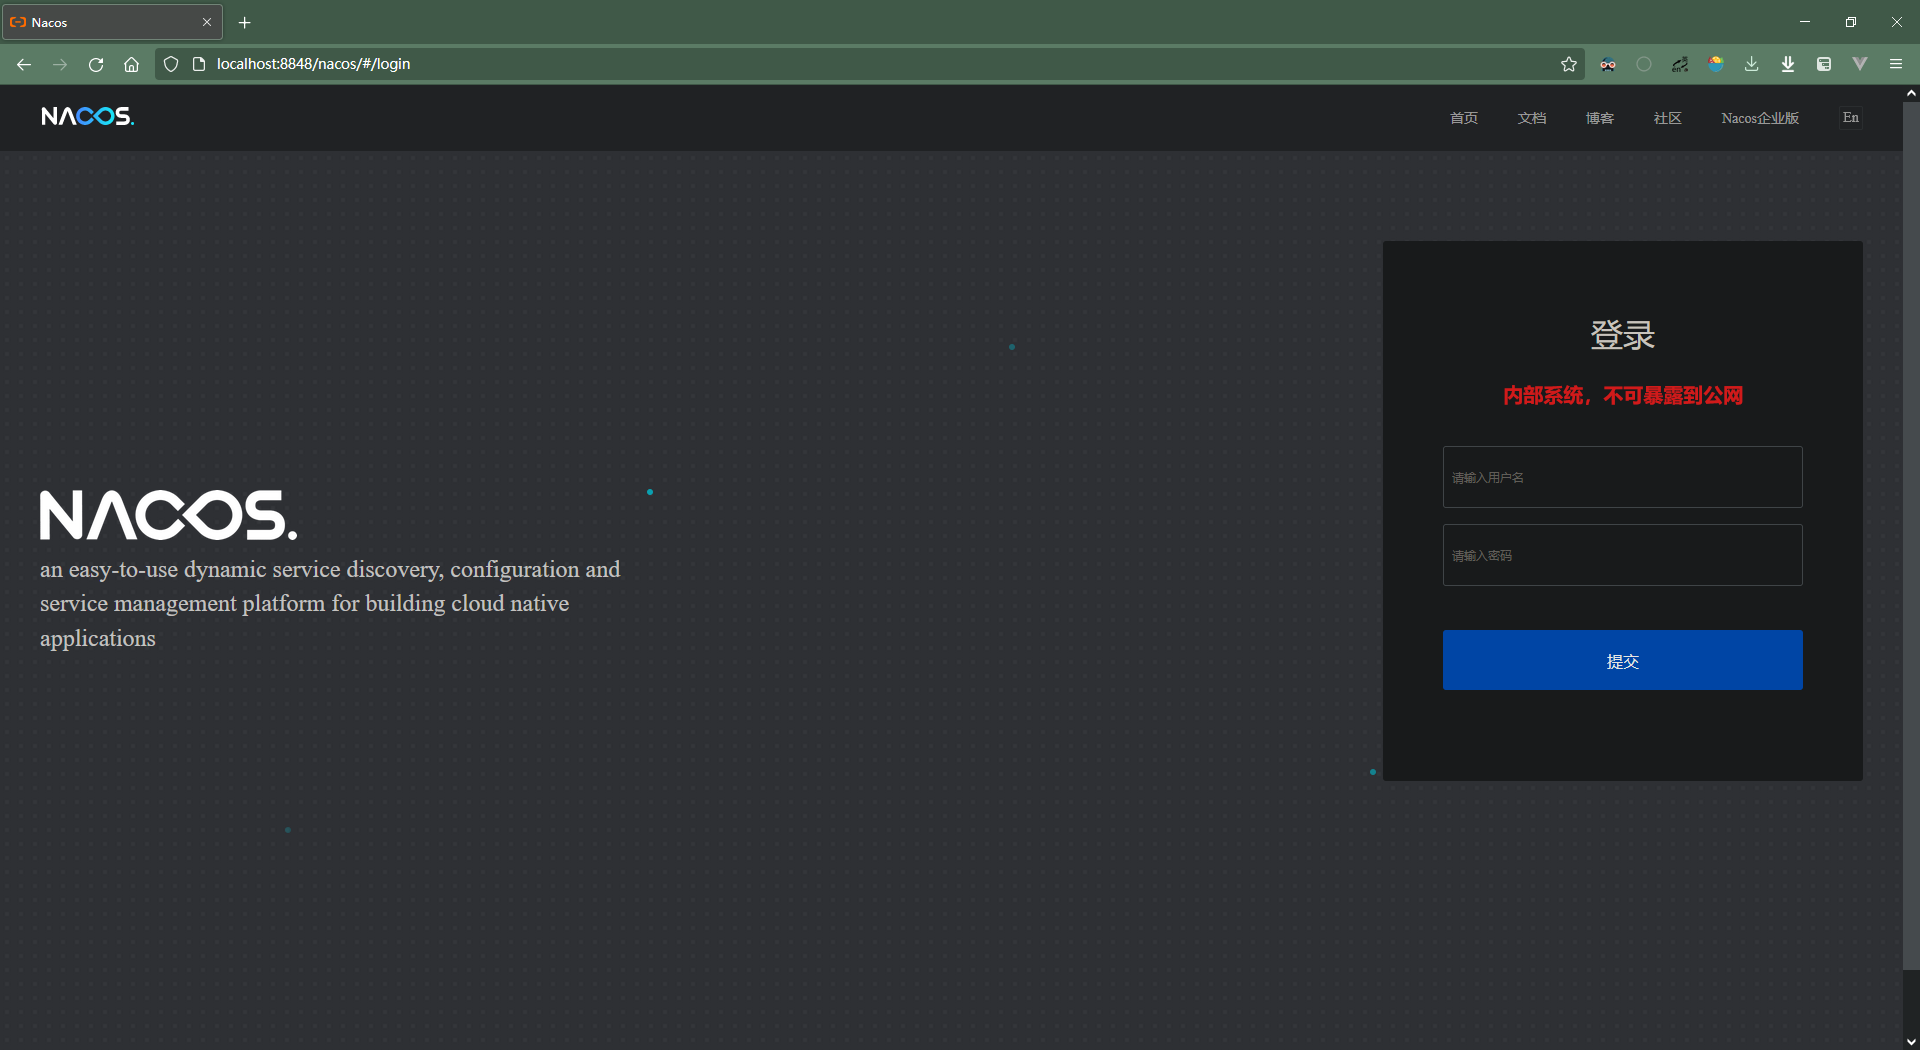 Nacos
localhost:8848/nacos/#/login
NACOS.
首页
文档
博客
社区
Nacos企业版
En
登录
内部系统，不可暴露到公网
请输入用户名
请输入密码
提交
NACOS.
an easy-to-use dynamic service discovery, configuration and
service management platform for building cloud native
applications